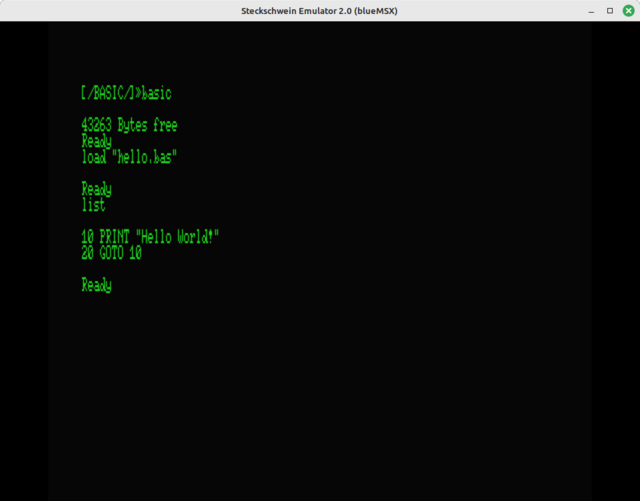 Steckschwein Emulator 2.0 (blueMSX)
[/BASIC/]»basic
43263 Bytes free
Ready
load "hello.bas"
Ready
list
10 PRINT "Hello World!"
20 GOTO 10
Ready